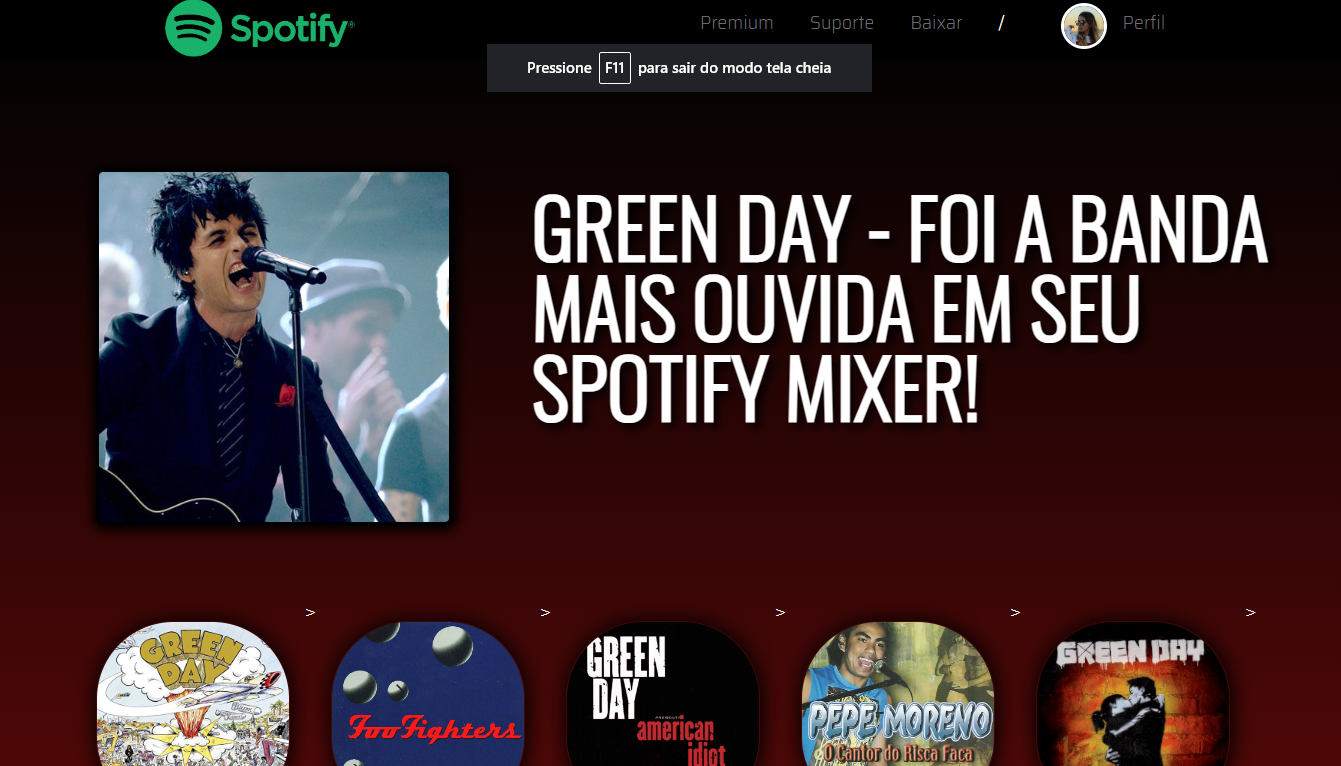 Spotify®
Premium Suporte Baixar / Perfil
Pressione F11 para sair do modo tela cheia
GREEN DAY - FOI A BANDA
MAIS OUVIDA EM SEU
SPOTIFY MIXER!
> > > > >
GREEN
DAY
Foo Fighters
GREEN
DAY
PRESENTS
american
idiot
PEPE MORENO
O Cantor do Risca Faca
GREEN DAY